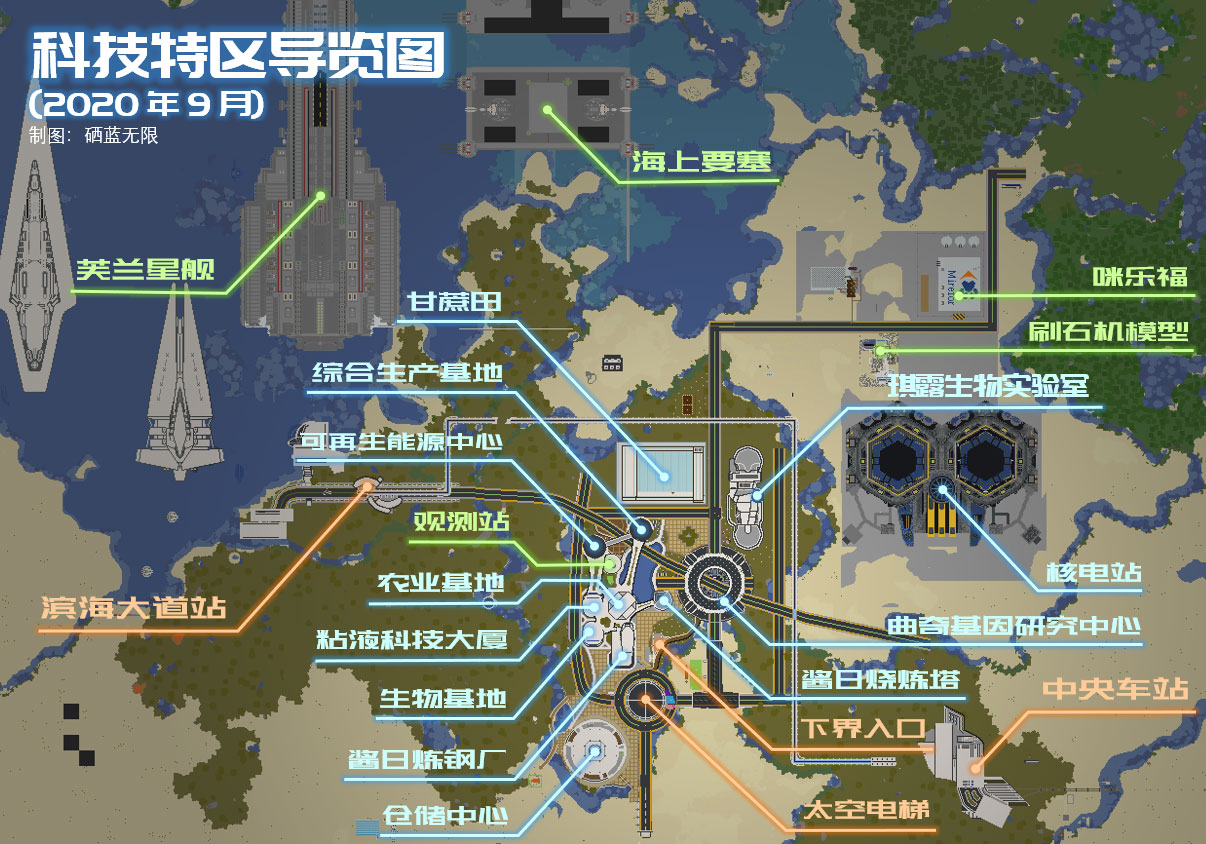 科技特区导览图
(2020年9月)
制图：硒蓝无限
海上要塞
芙兰星舰
咪乐福
Mirelor
甘蔗田
刷石机模型
综合生产基地
琪露生物实验室
可再生能源中心
观测站
核电站
农业基地
滨海大道站
曲奇基因研究中心
粘液科技大厦
酱日烧炼塔
中央车站
生物基地
下界入口
酱日炼钢厂
太空电梯
仓储中心